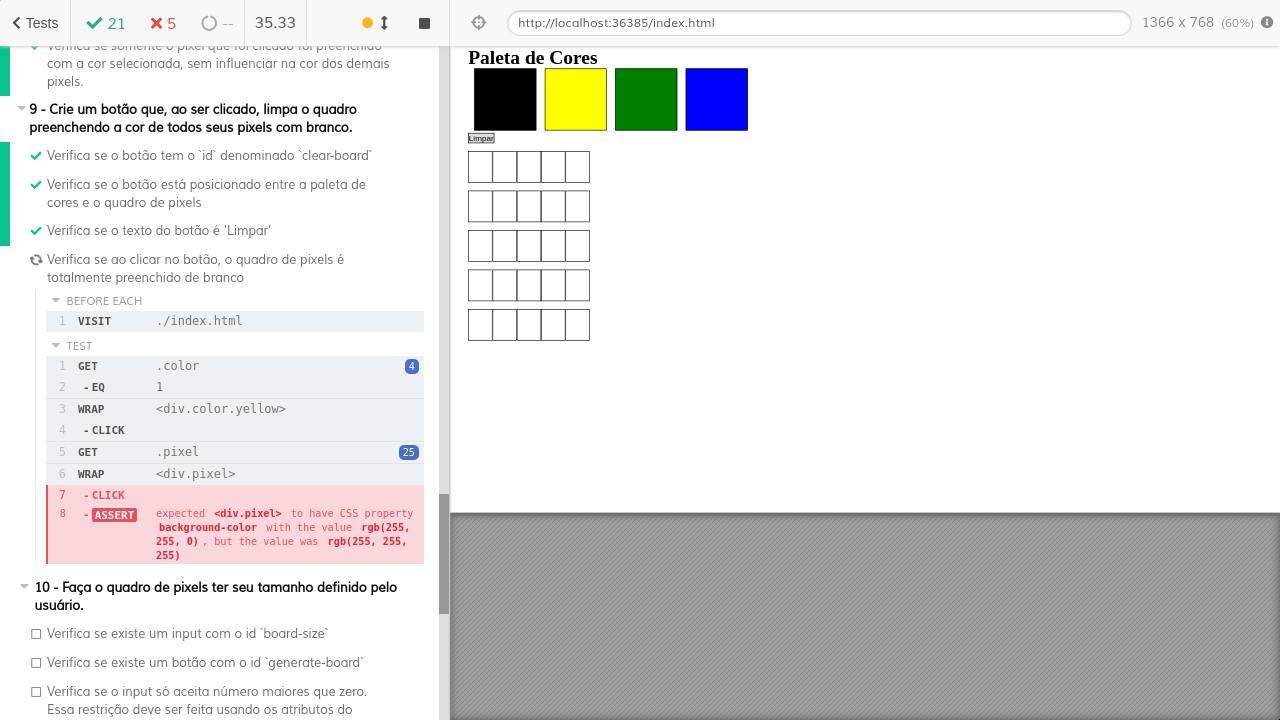 Tests
21
5
--
35.33
http://localhost:36385/index.html
1366 x 768 (60%)
Verifica se somente o pixel que foi clicado foi preenchido
com a cor selecionada, sem influenciar na cor dos demais
pixels.
9 - Crie um botão que, ao ser clicado, limpa o quadro
preenchendo a cor de todos seus pixels com branco.
Verifica se o botão tem o `id` denominado `clear-board`
Verifica se o botão está posicionado entre a paleta de
cores e o quadro de pixels
Verifica se o texto do botão é 'Limpar'
Verifica se ao clicar no botão, o quadro de pixels é
totalmente preenchido de branco
BEFORE EACH
1 VISIT ./index.html
TEST
1 GET .color 4
2 - EQ 1
3 WRAP <div.color.yellow>
4 - CLICK
5 GET .pixel 25
6 WRAP <div.pixel>
7 - CLICK
8 - ASSERT expected <div.pixel> to have CSS property
background-color with the value rgb(255,
255, 0) , but the value was rgb(255, 255,
255)
10 - Faça o quadro de pixels ter seu tamanho definido pelo
usuário.
Verifica se existe um input com o id `board-size`
Verifica se existe um botão com o id `generate-board`
Verifica se o input só aceita número maiores que zero.
Essa restrição deve ser feita usando os atributos do
Paleta de Cores
Limpar